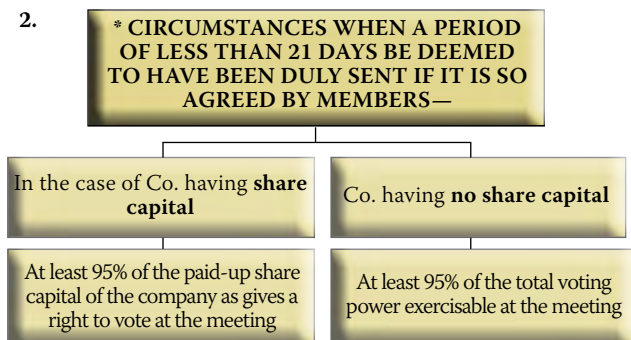 2.
* CIRCUMSTANCES WHEN A PERIOD
OF LESS THAN 21 DAYS BE DEEMED
TO HAVE BEEN DULY SENT IF IT IS SO
AGREED BY MEMBERS—
In the case of Co. having share
capital
Co. having no share capital
At least 95% of the paid-up share
capital of the company as gives a
right to vote at the meeting
At least 95% of the total voting
power exercisable at the meeting